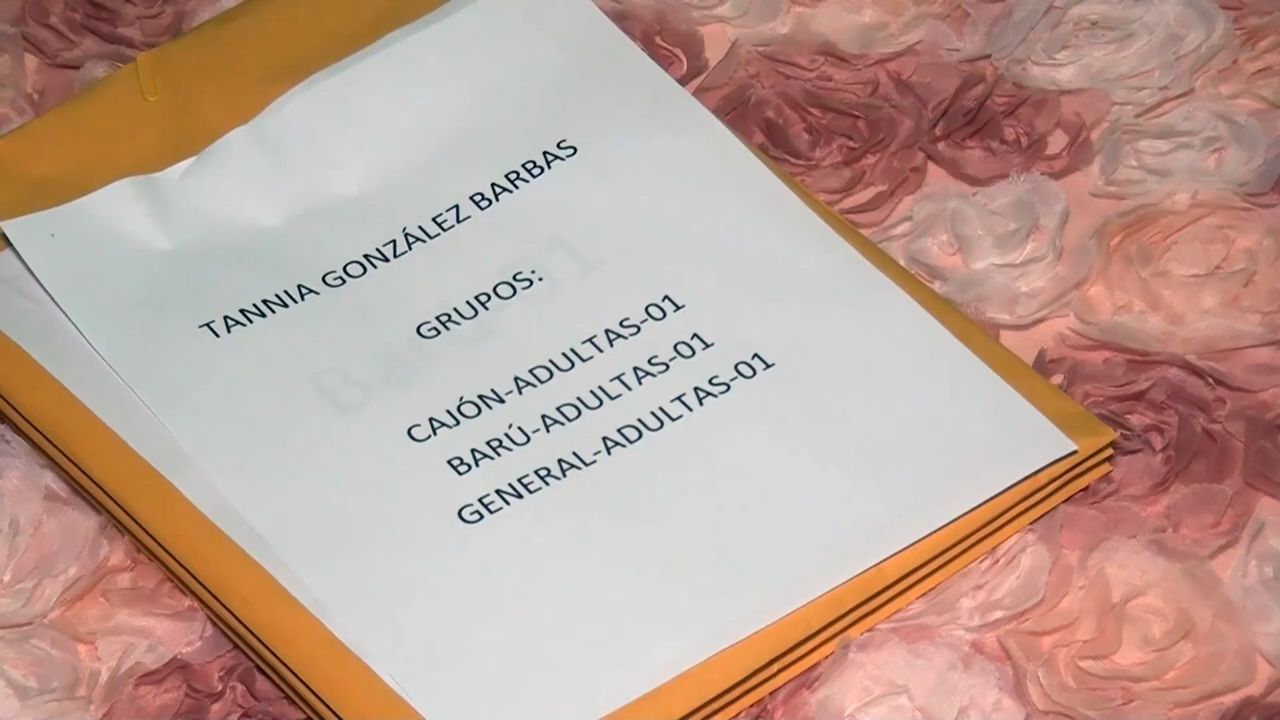 TANNIA GONZÁLEZ BARBAS
GRUPOS:
CAJÓN-ADULTAS-01
BARÚ-ADULTAS-01
GENERAL-ADULTAS-01